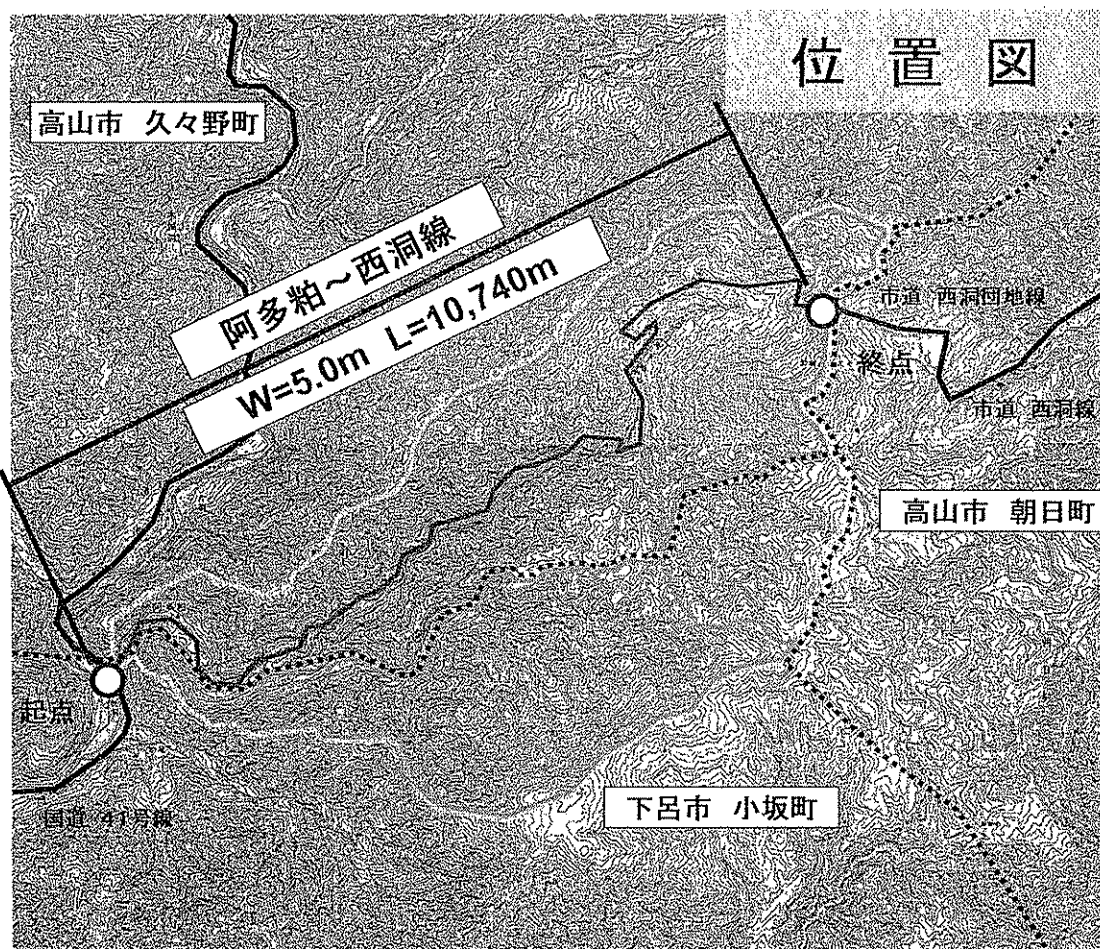 位置図
高山市 久々野町
阿多粕～西洞線
W=5.0m L=10,740m
市道 西洞団地線
終点
市道 西洞線
高山市 朝日町
起点
下呂市 小坂町
国道 41号線